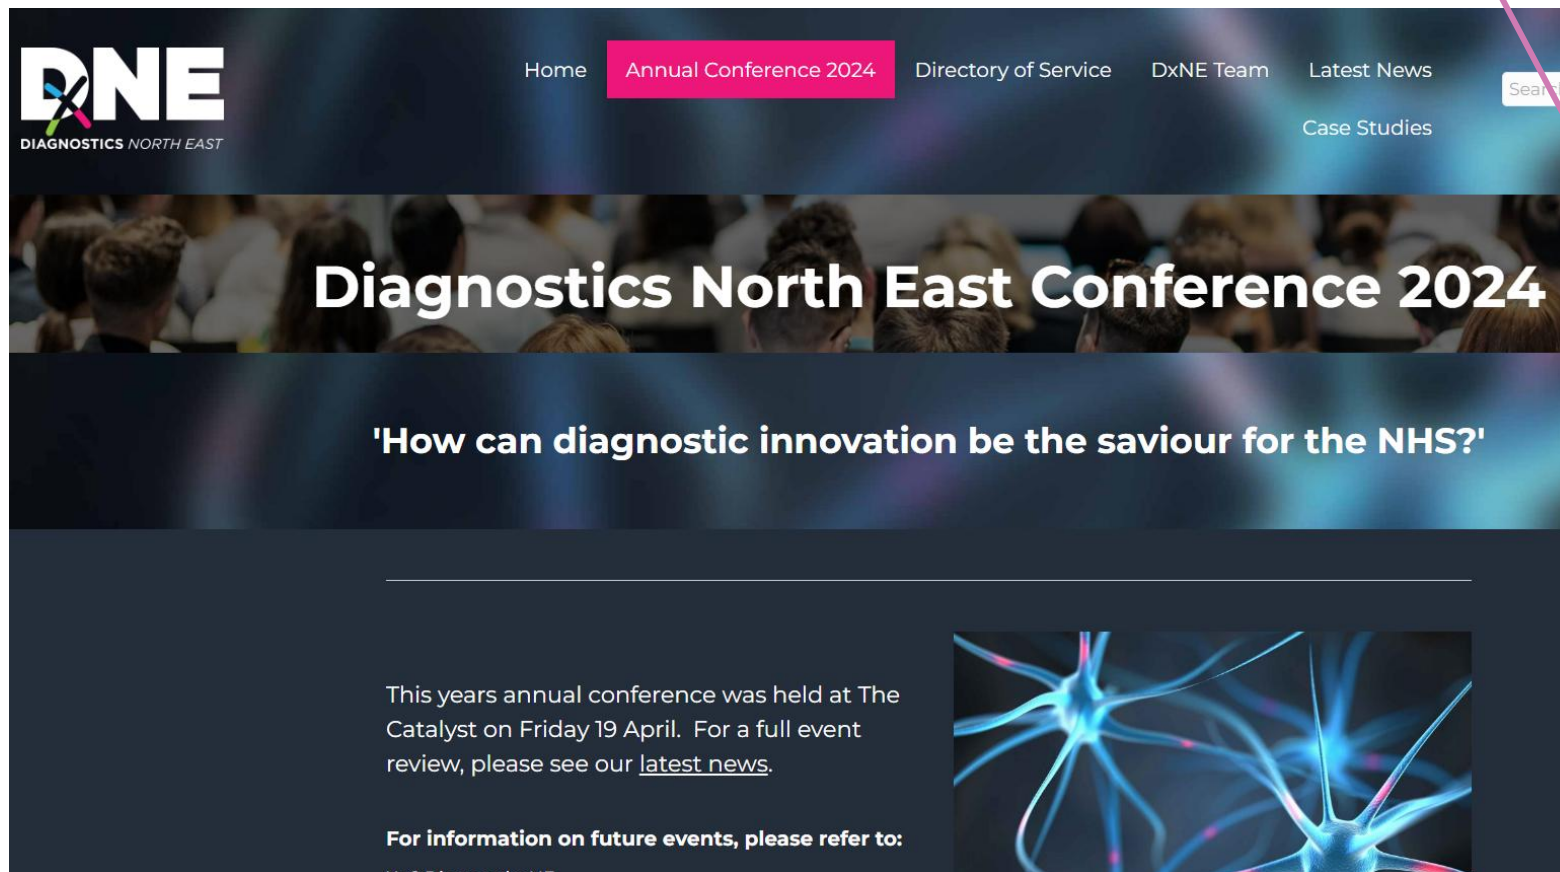 DNE
DIAGNOSTICS NORTH EAST
Home
Annual Conference 2024
Directory of Service
DxNE Team
Latest News
Case Studies
Diagnostics North East Conference 2024
'How can diagnostic innovation be the saviour for the NHS?'
This years annual conference was held at The
Catalyst on Friday 19 April.  For a full event
review, please see our latest news.
For information on future events, please refer to: